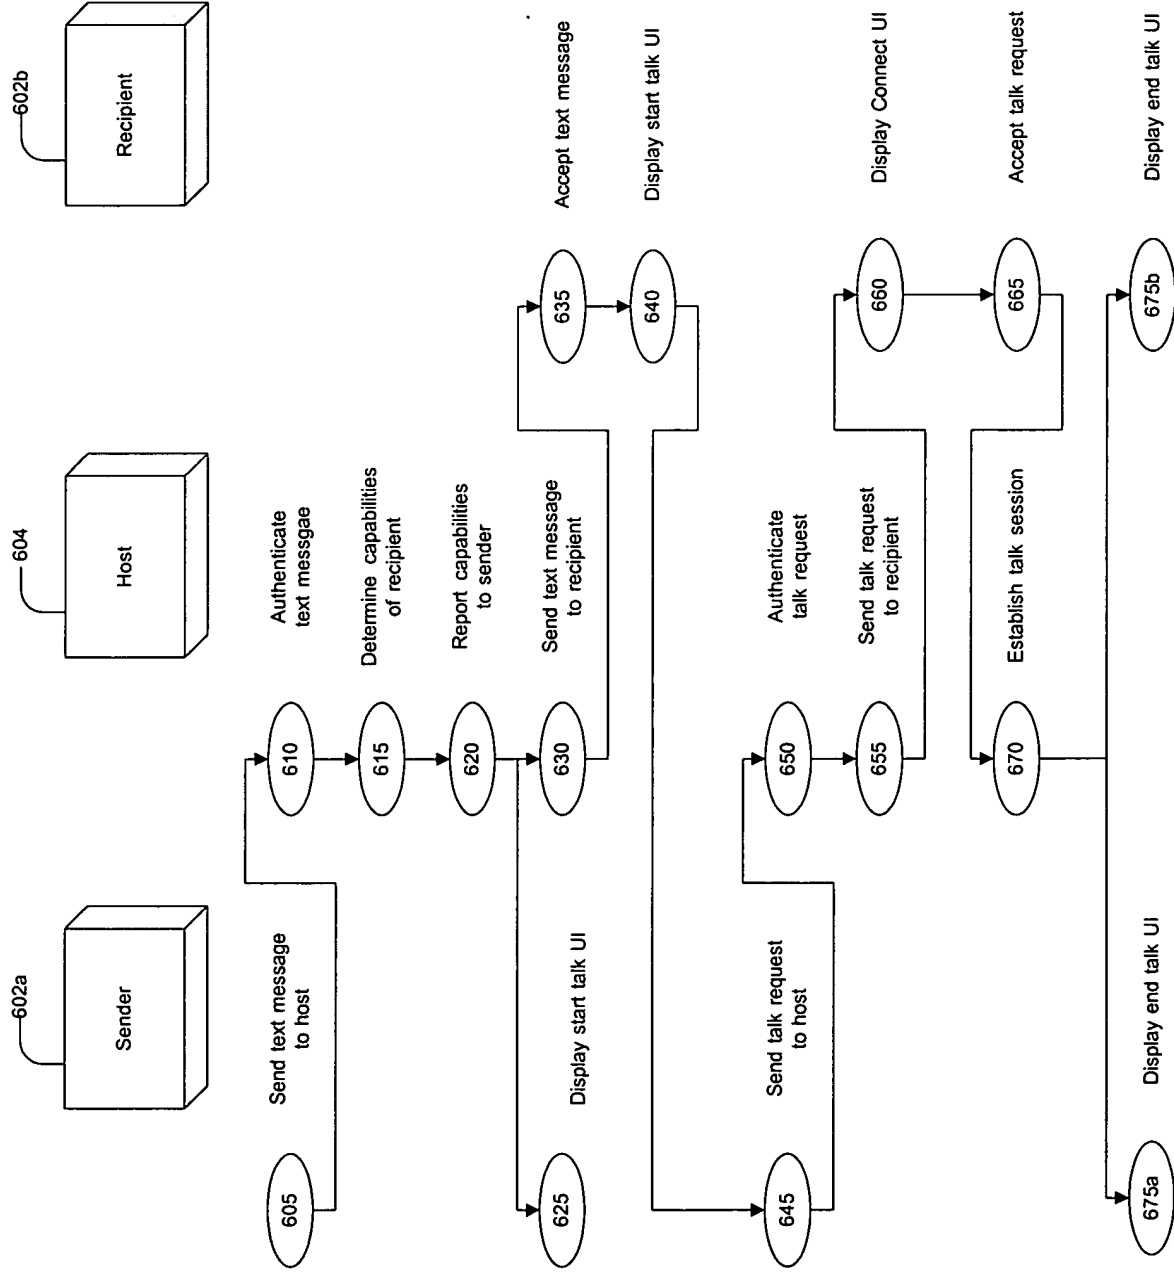 602a
Sender
604
Host
602b
Recipient
605
Send text message
to host
610
Authenticate
text messgae
615
Determine capabilities
of recipient
620
Report capabilities
to sender
625
Display start talk UI
630
Send text message
to recipient
635
Accept text message
640
Display start talk UI
645
Send talk request
to host
650
Authenticate
talk request
655
Send talk request
to recipient
660
Display Connect UI
665
Accept talk request
670
Establish talk session
675a
Display end talk UI
675b
Display end talk UI